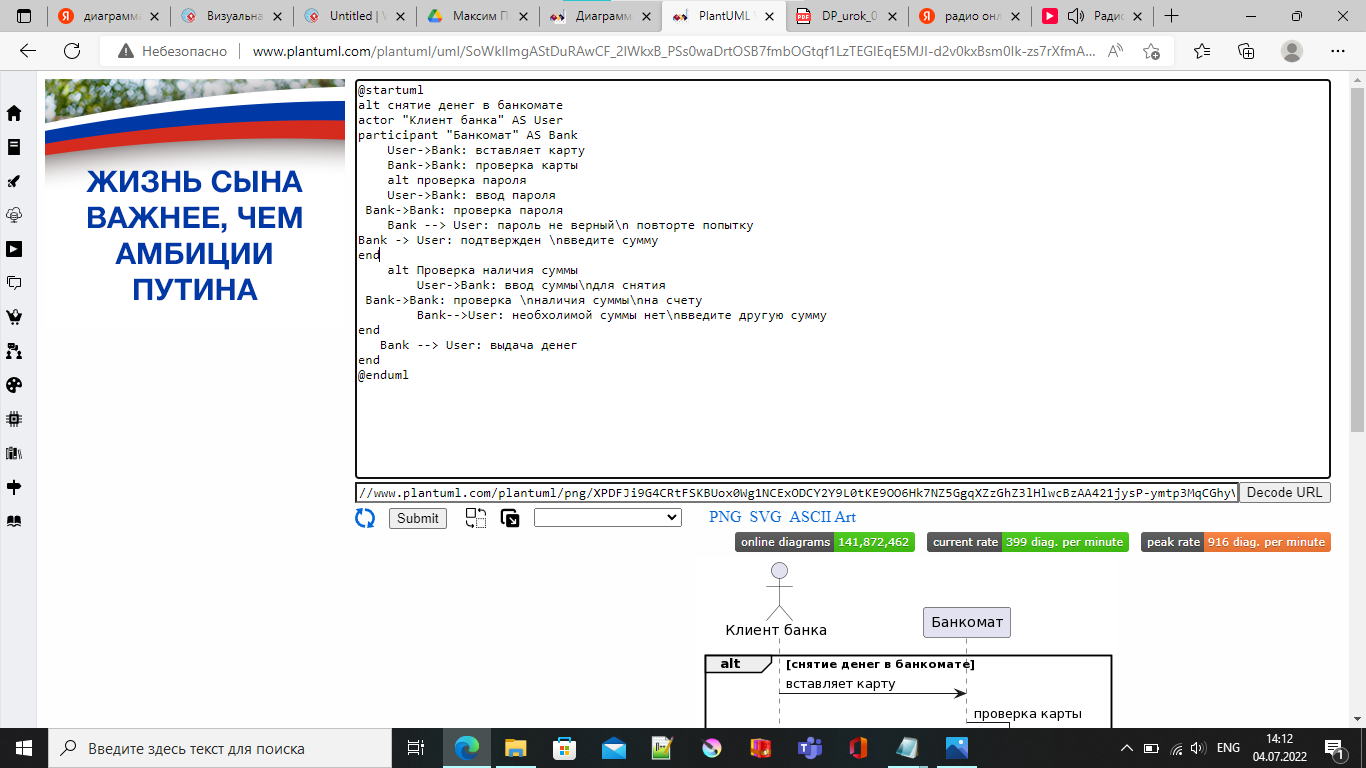 диаграмма
Визуальна
Untitled | V
Максим П
Диаграмм
PlantUML
DP_urok_0
радио онл
Радио
Небезопасно
www.plantuml.com/plantuml/uml/
ЖИЗНЬ СЫНА
ВАЖНЕЕ, ЧЕМ
АМБИЦИИ
ПУТИНА
@startuml
alt снятие денег в банкомате
actor "Клиент банка" AS User
participant "Банкомат" AS Bank
User->Bank: вставляет карту
Bank->Bank: проверка карты
alt проверка пароля
User->Bank: ввод пароля
Bank->Bank: проверка пароля
Bank --> User: пароль не верный\n повторте попытку
Bank -> User: подтвержден \nвведите сумму
end
alt Проверка наличия суммы
User->Bank: ввод суммы\nдля снятия
Bank->Bank: проверка \nналичия суммы\nна счету
Bank-->User: необхолимой суммы нет\nвведите другую сумму
end
Bank --> User: выдача денег
end
@enduml
//www.plantuml.com/plantuml/png/
Decode URL
Submit
PNG SVG ASCII Art
online diagrams 141,872,462 current rate 399 diag. per minute peak rate 916 diag. per minute
Клиент банка
Банкомат
alt [снятие денег в банкомате]
вставляет карту
проверка карты
Введите здесь текст для поиска
ENG
14:12
04.07.2022
1